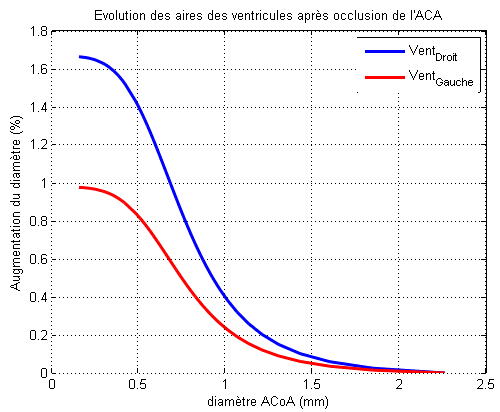 Evolution des aires des ventricules après occlusion de l'ACA
Augmentation du diamètre (%)
1.8
1.6
1.4
1.2
1
0.8
0.6
0.4
0.2
0
Vent_Droit
Vent_Gauche
0 0.5 1 1.5 2 2.5
diamètre ACoA (mm)